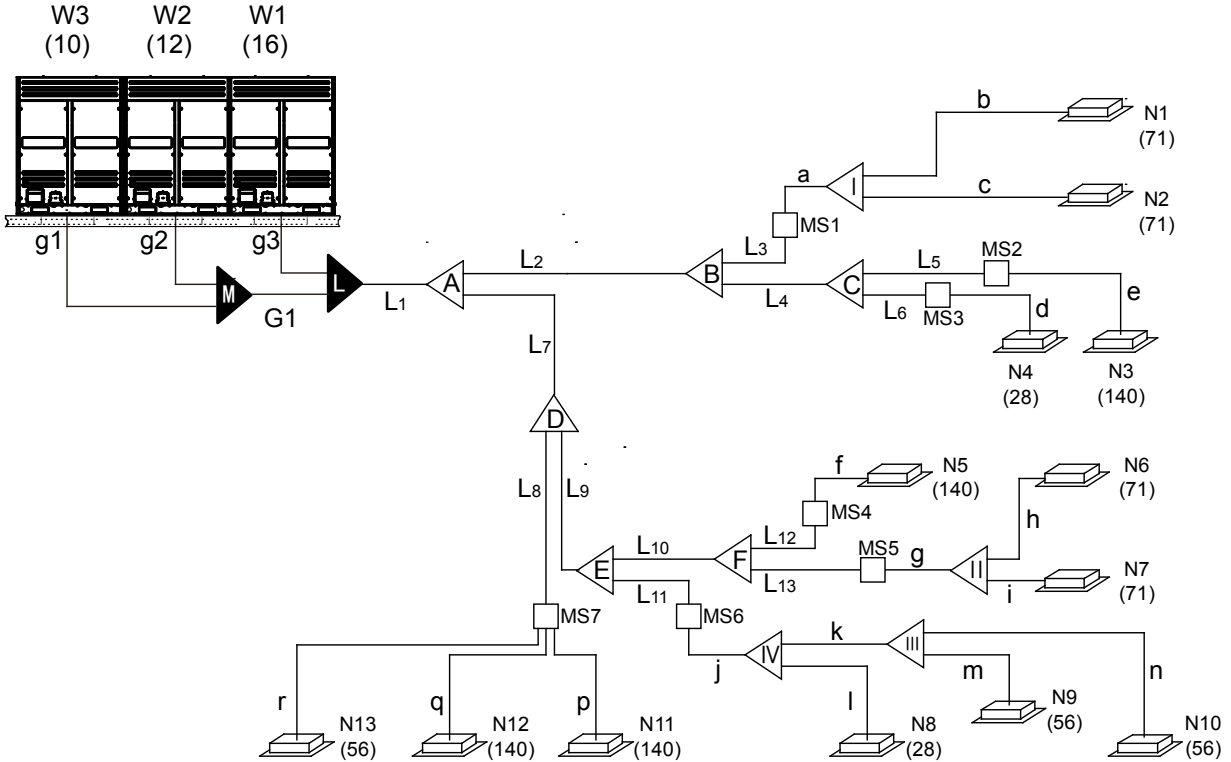 W3 W2 W1
(10) (12) (16)
g1 g2 g3
M
G1
L
L1
A
L2
B
L3
MS1
a
I
b
N1
(71)
c
N2
(71)
L4
C
L5
MS2
e
L6
MS3
d
N4
(28)
N3
(140)
L7
D
L8
L9
E
L10
F
L12
MS4
f
N5
(140)
L13
MS5
g
II
h
N6
(71)
i
N7
(71)
L11
MS6
j
IV
k
III
l
m
n
N8
(28)
N9
(56)
N10
(56)
MS7
r
q
p
N13
(56)
N12
(140)
N11
(140)